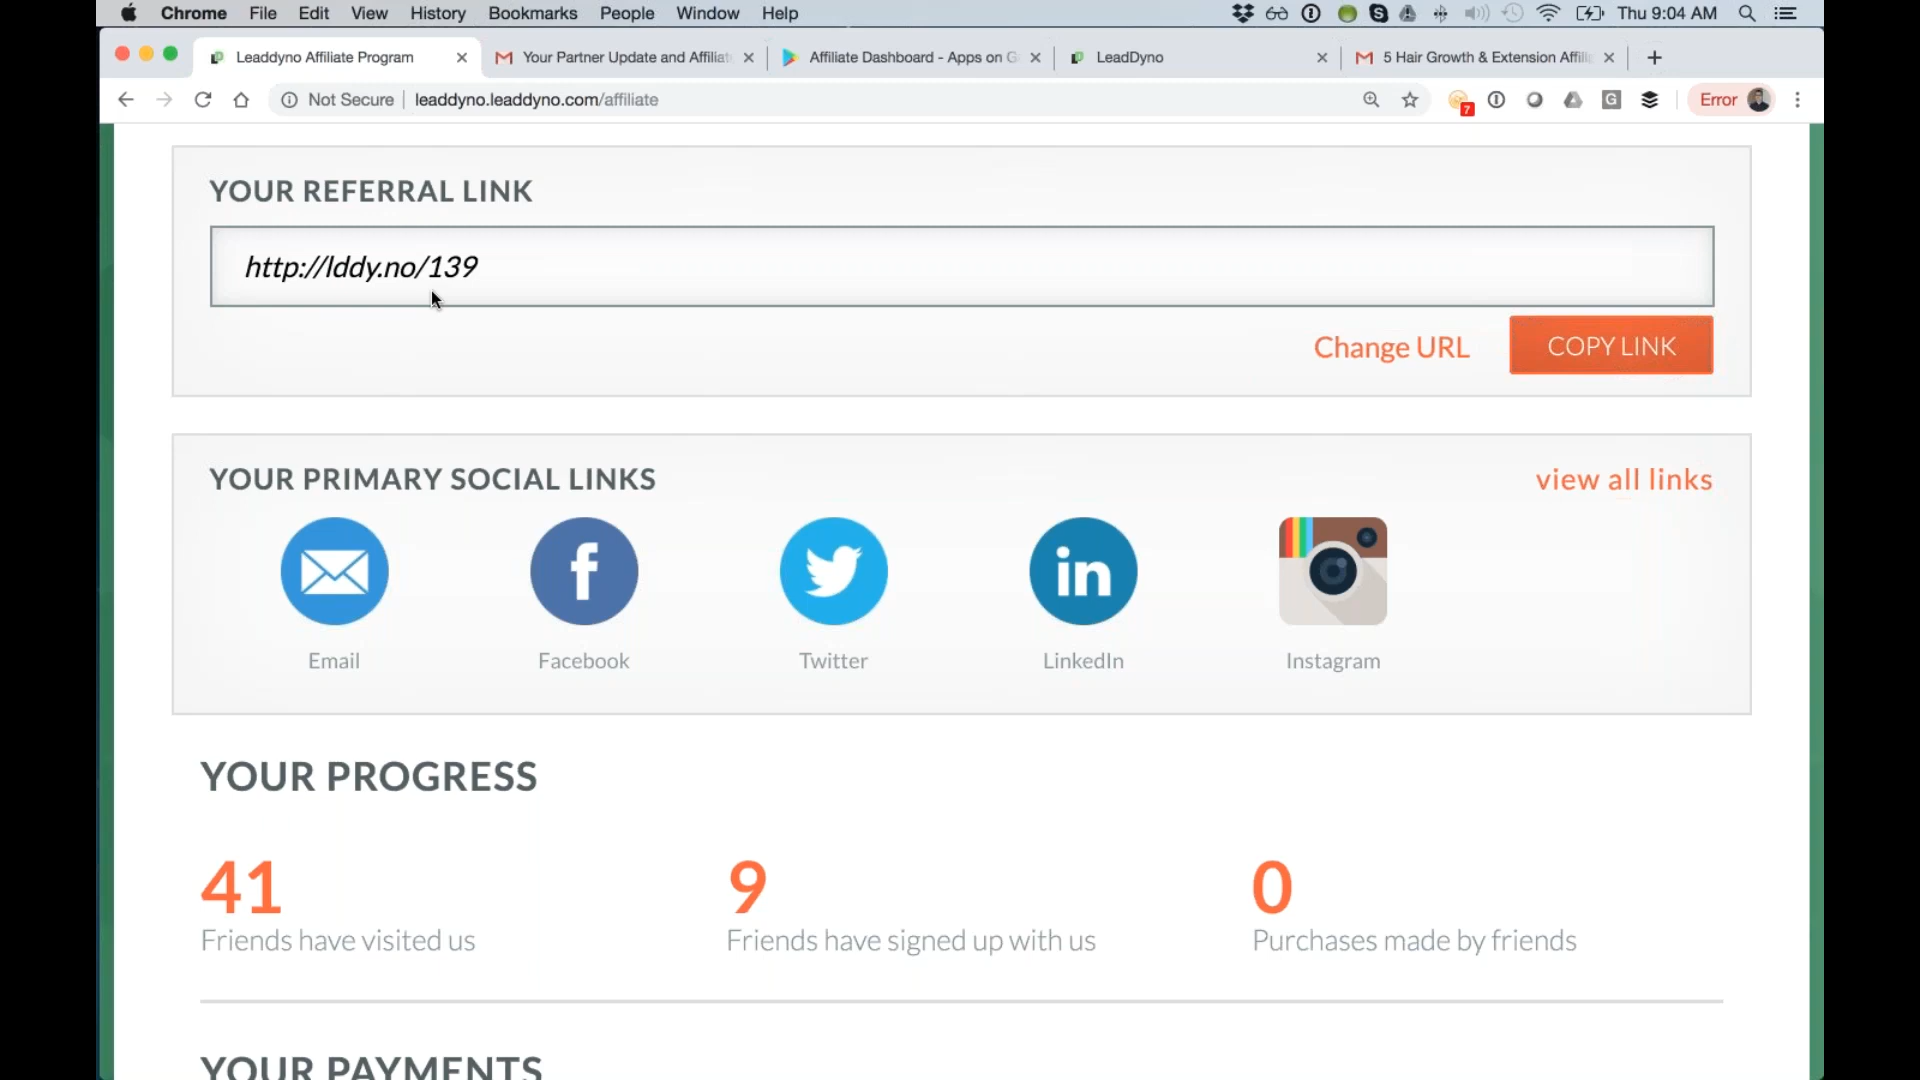 Chrome File Edit View History Bookmarks People Window Help Thu 9:04 AM
Leaddyno Affiliate Program Your Partner Update and Affiliat Affiliate Dashboard - Apps on G LeadDyno 5 Hair Growth & Extension Affili
Not Secure leaddyno.leaddyno.com/affiliate 7 G Error
YOUR REFERRAL LINK
http://lddy.no/139
Change URL COPY LINK
YOUR PRIMARY SOCIAL LINKS view all links
Email Facebook Twitter LinkedIn Instagram
YOUR PROGRESS
41 9 0
Friends have visited us Friends have signed up with us Purchases made by friends
YOUR PAYMENTS